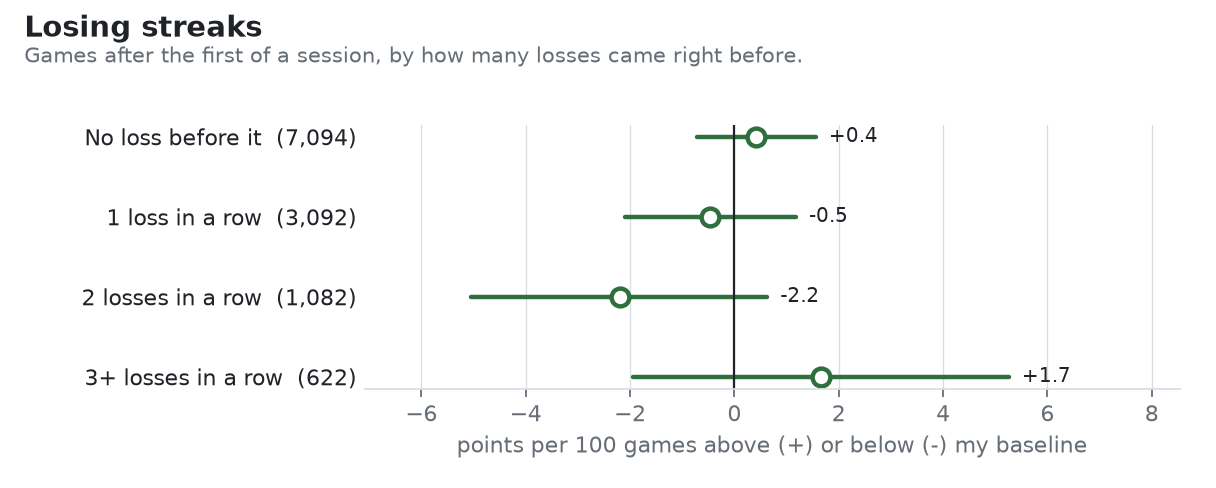 Losing streaks
Games after the first of a session, by how many losses came right before.
No loss before it (7,094)
+0.4
1 loss in a row (3,092)
-0.5
2 losses in a row (1,082)
-2.2
3+ losses in a row (622)
+1.7
−6 −4 −2 0 2 4 6 8
points per 100 games above (+) or below (-) my baseline